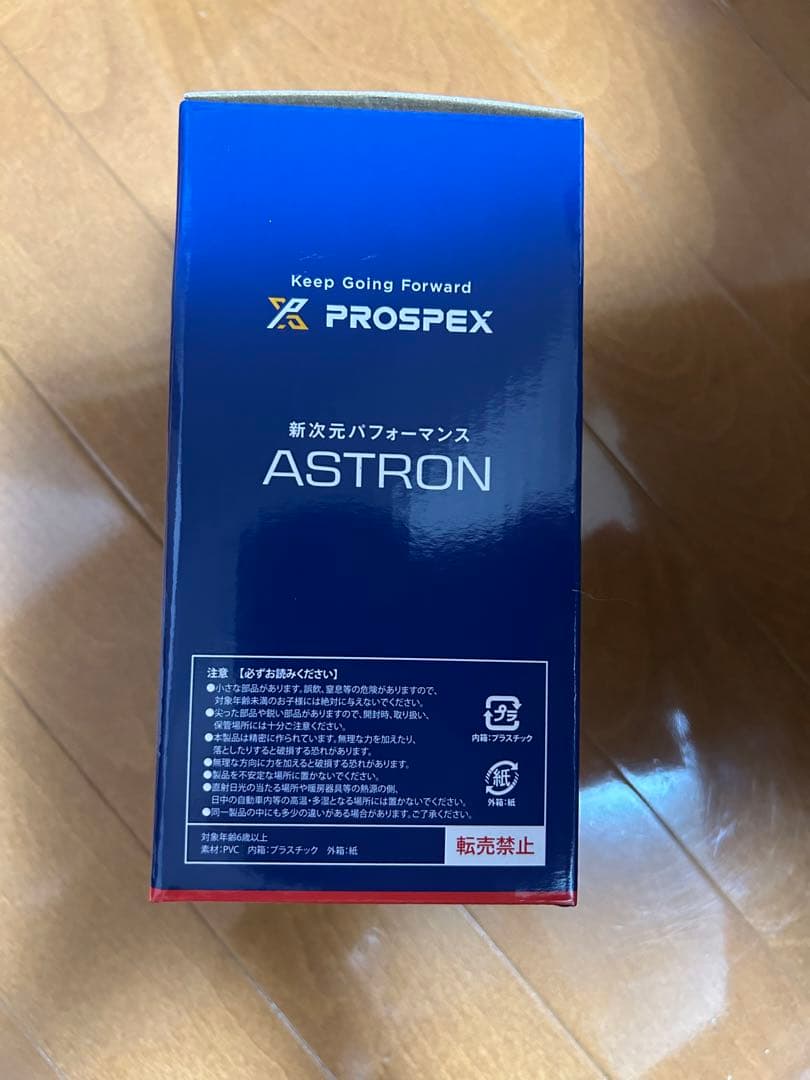 Keep Going Forward
PROSPEX
新次元パフォーマンス
ASTRON
注意 【必ずお読みください】
●小さな部品があります。誤飲、窒息等の危険がありますので、
対象年齢未満のお子様には絶対に与えないでください。
●尖った部品や鋭い部品がありますので、開封時、取り扱い、
保管場所には十分ご注意ください。
●本製品は精密に作られています。無理な力を加えたり、
落としたりすると破損する恐れがあります。
●無理な方向に力を加えると破損する恐れがあります。
●製品を不安定な場所に置かないでください。
●直射日光の当たる場所や暖房器具等の熱源の側、
日中の自動車内等の高温・多湿となる場所には置かないでください。
●同一製品の中にも多少の違いがある場合があります。ご了承ください。
プラ
内箱:プラスチック
紙
外箱:紙
対象年齢6歳以上
素材:PVC 内箱:プラスチック 外箱:紙
転売禁止